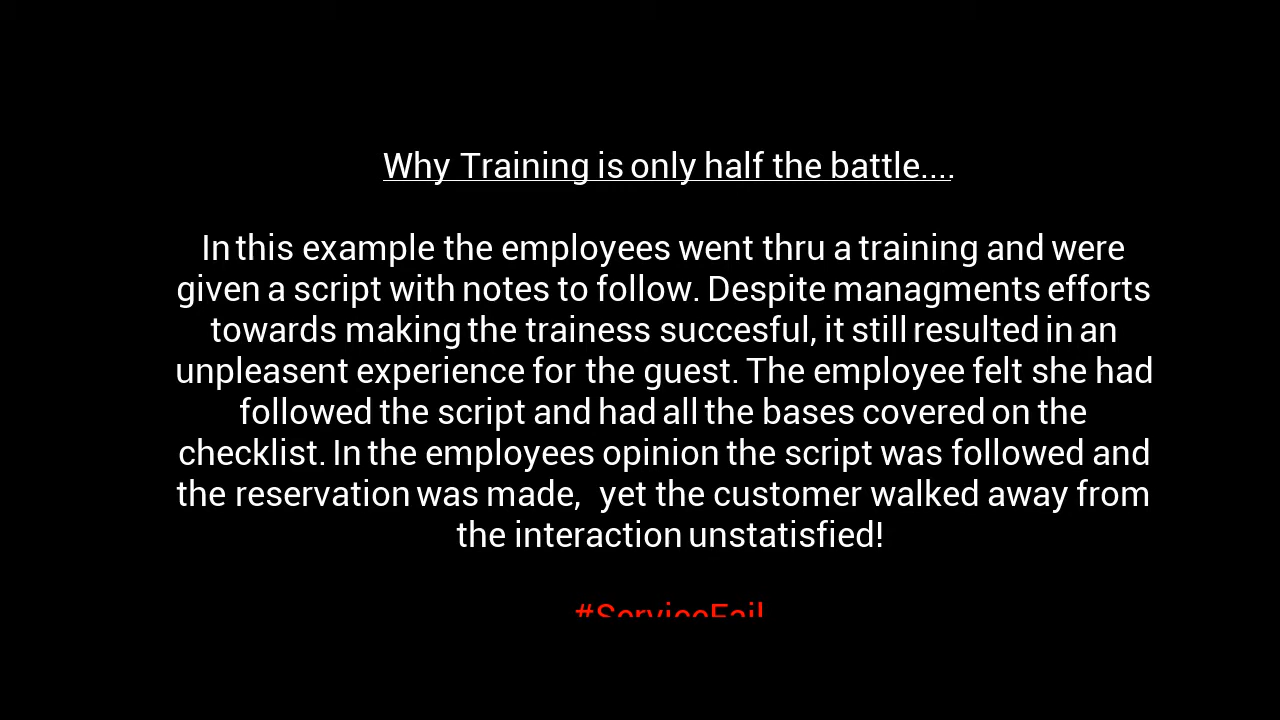 Why Training is only half the battle....
In this example the employees went thru a training and were
given a script with notes to follow. Despite managments efforts
towards making the trainess succesful, it still resulted in an
unpleasent experience for the guest. The employee felt she had
followed the script and had all the bases covered on the
checklist. In the employees opinion the script was followed and
the reservation was made, yet the customer walked away from
the interaction unstatisfied!
#ServiceFail